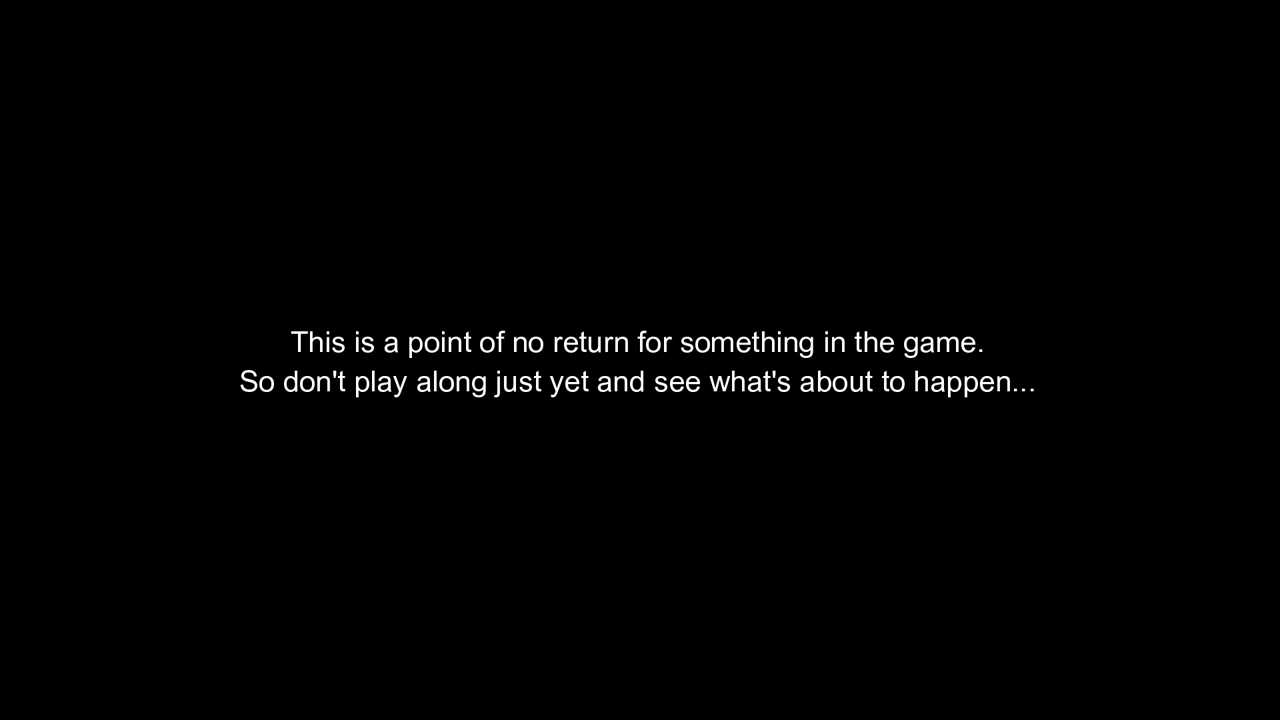 This is a point of no return for something in the game.
So don't play along just yet and see what's about to happen...